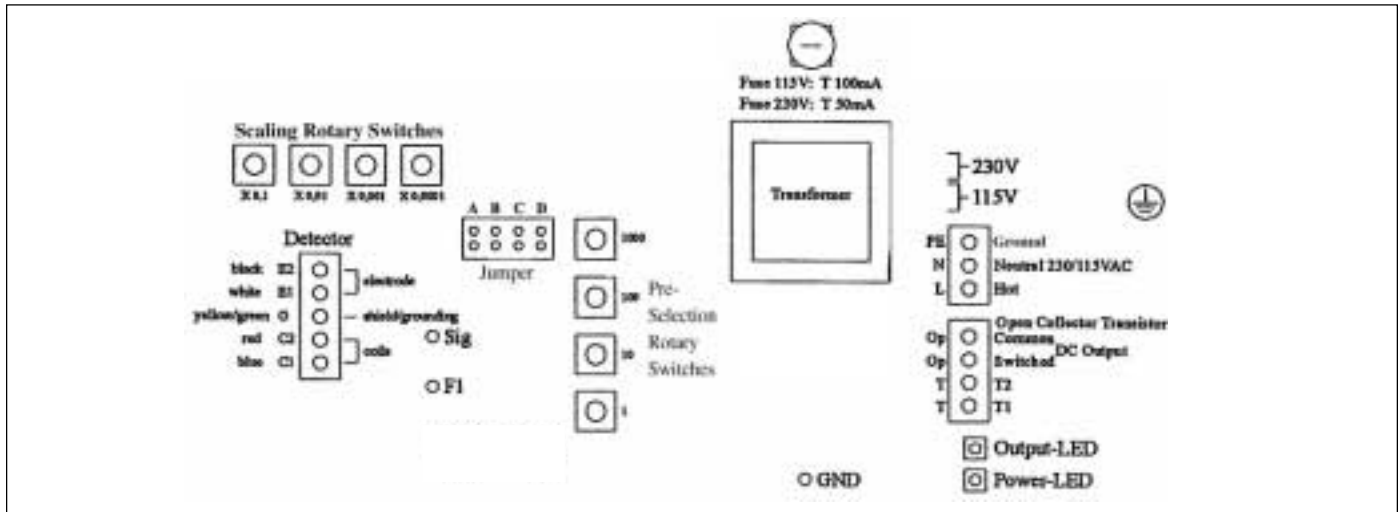 Fuse 115V: T 100mA
Fuse 230V: T 50mA
Scaling Rotary Switches
X 0,1 X 0,01 X 0,001 X 0,0001
Transformer
230V
115V
A B C D
Jumper
1000
100
10
1
Pre-
Selection
Rotary
Switches
Detector
black E2
white E1
electrode
yellow/green G shield/grounding
red C2
blue C1
coils
Sig
F1
PE Ground
N Neutral 230/115VAC
L Hot
Open Collector Transistor
Op Common
DC Output
Op Switched
T T2
T T1
Output-LED
Power-LED
GND